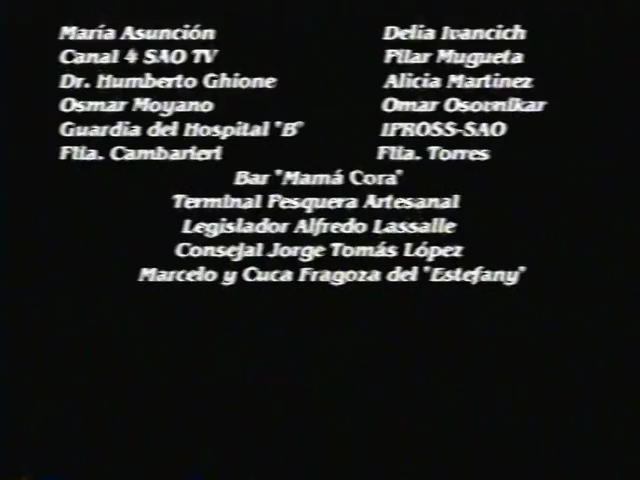 María Asunción Delia Ivancich
Canal 4 SAO TV Pilar Mugueta
Dr. Humberto Ghione Alicia Martinez
Osmar Moyano Omar Osovnikar
Guardia del Hospital "B" IPROSS-SAO
Flia. Cambarieri Flia. Torres
Bar "Mamá Cora"
Terminal Pesquera Artesanal
Legislador Alfredo Lassalle
Consejal Jorge Tomás López
Marcelo y Cuca Fragoza del "Estefany"